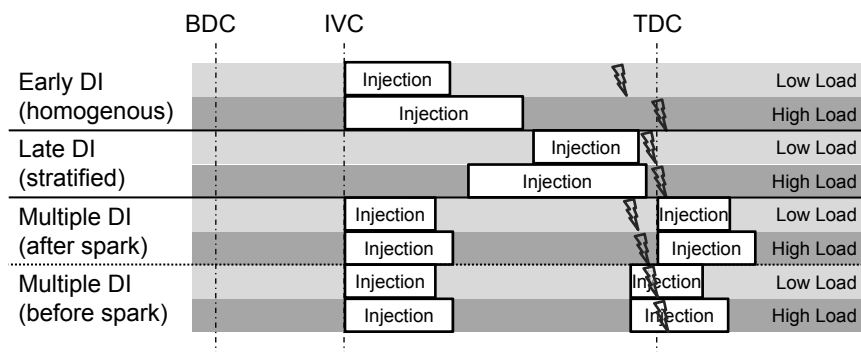 BDC IVC TDC
Early DI
(homogenous)
Injection Low Load
Injection High Load
Late DI
(stratified)
Injection Low Load
Injection High Load
Multiple DI
(after spark)
Injection Injection Low Load
Injection Injection High Load
Multiple DI
(before spark)
Injection Injection Low Load
Injection Injection High Load